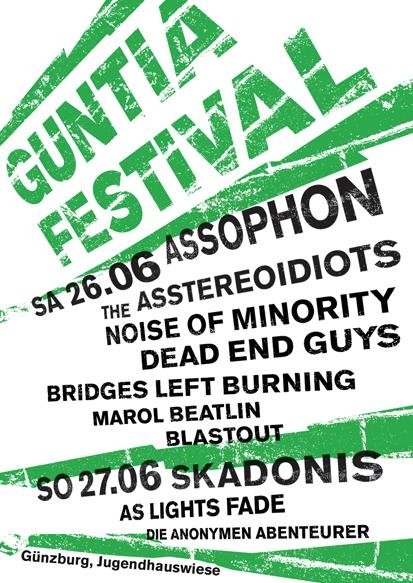 GUNTIA
FESTIVAL
SA 26.06 ASSOPHON
THE ASSTEREOIDIOTS
NOISE OF MINORITY
DEAD END GUYS
BRIDGES LEFT BURNING
MAROL BEATLIN
BLASTOUT
SO 27.06 SKADONIS
AS LIGHTS FADE
DIE ANONYMEN ABENTEURER
Günzburg, Jugendhauswiese